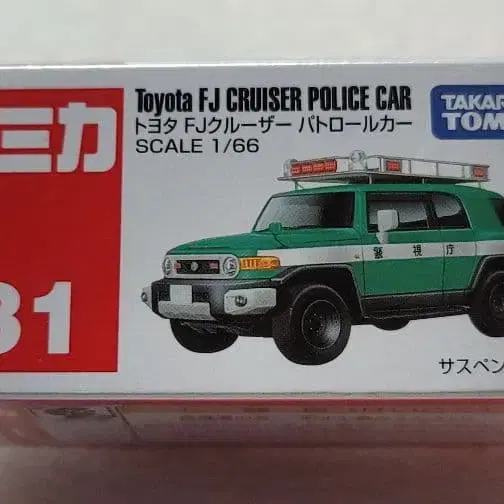 ミカ
31
Toyota FJ CRUISER POLICE CAR
トヨタ FJクルーザー パトロールカー
SCALE 1/66
TAKAR
TOM
警視庁
サスペン